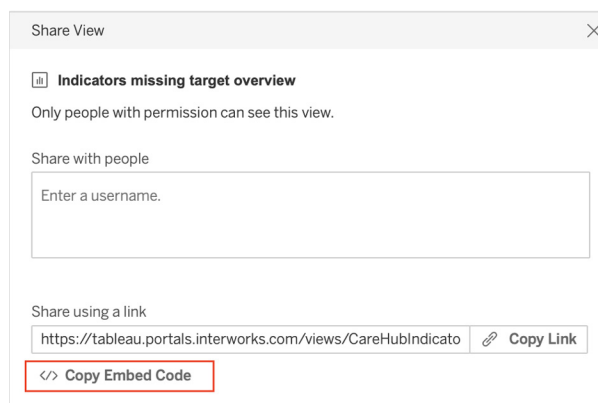 Share View
Indicators missing target overview
Only people with permission can see this view.
Share with people
Enter a username.
Share using a link
https://tableau.portals.interworks.com/views/CareHubIndicato Copy Link
</> Copy Embed Code